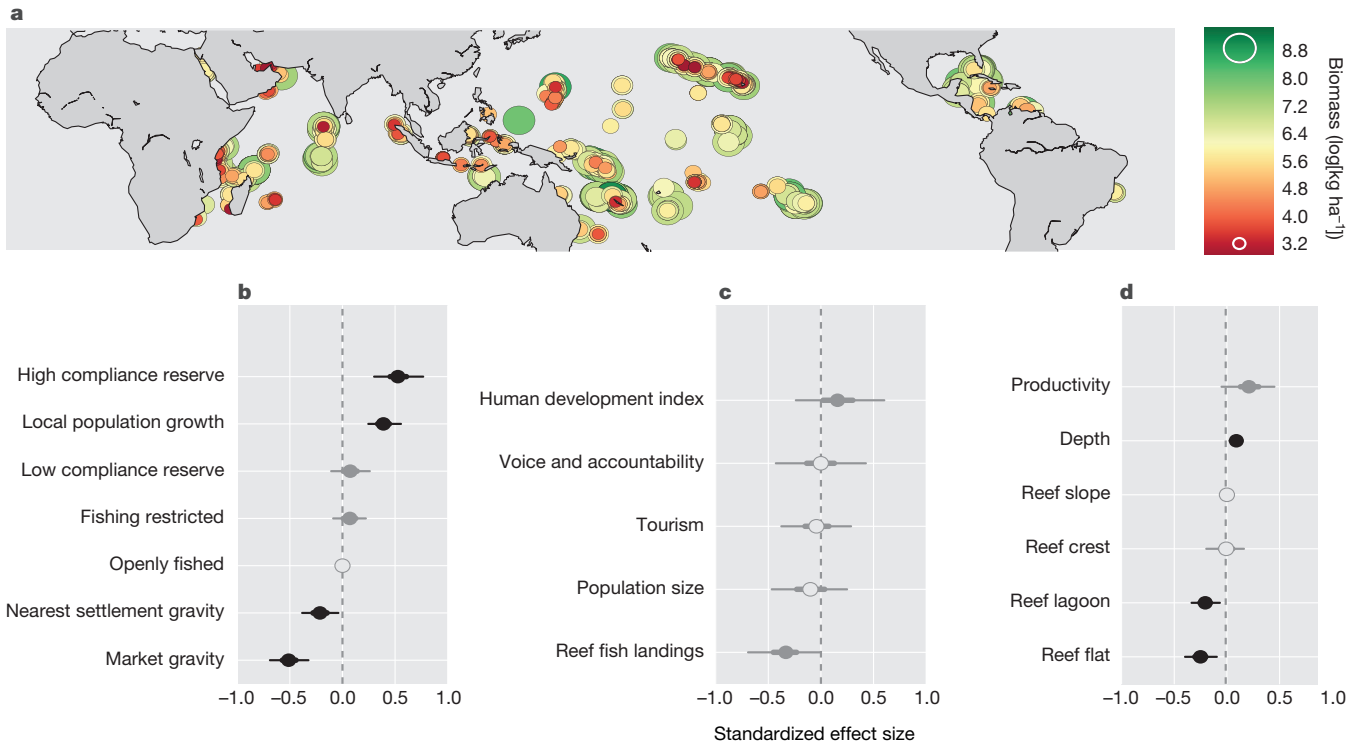 a
8.8
8.0
7.2
6.4
5.6
4.8
4.0
3.2
Biomass (log[kg ha−1])
b
High compliance reserve
Local population growth
Low compliance reserve
Fishing restricted
Openly fished
Nearest settlement gravity
Market gravity
−1.0 −0.5 0.0 0.5 1.0
c
Human development index
Voice and accountability
Tourism
Population size
Reef fish landings
−1.0 −0.5 0.0 0.5 1.0
Standardized effect size
d
Productivity
Depth
Reef slope
Reef crest
Reef lagoon
Reef flat
−1.0 −0.5 0.0 0.5 1.0